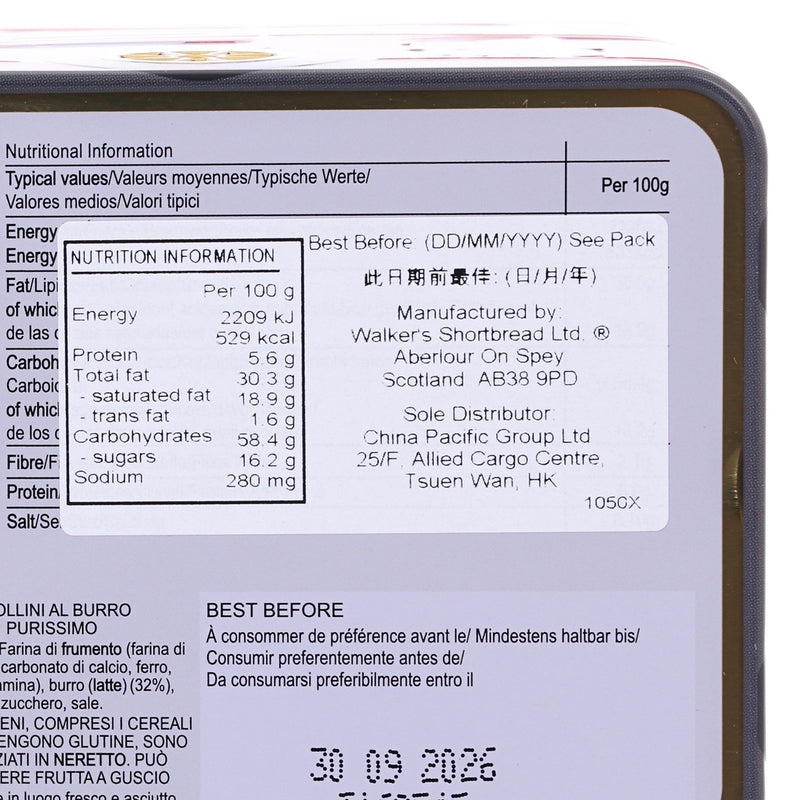 Nutritional Information
Typical values/Valeurs moyennes/Typische Werte/
Valores medios/Valori tipici
Per 100g
Energy
Energy
Fat/Lipi
of which
de las
Carboh
Carboid
of which
de los
Fibre/F
Protein
Salt/Se
NUTRITION INFORMATION
Per 100 g
Energy 2209 kJ
529 kcal
Protein 5.6 g
Total fat 30.3 g
- saturated fat 18.9 g
- trans fat 1.6 g
Carbohydrates 58.4 g
- sugars 16.2 g
Sodium 280 mg
Best Before: (DD/MM/YYYY) See Pack
此日期前最佳: (日/月/年)
Manufactured by:
Walker's Shortbread Ltd. ®
Aberlour On Spey
Scotland AB38 9PD
Sole Distributor:
China Pacific Group Ltd
25/F, Allied Cargo Centre,
Tsuen Wan, HK
105GX
OLLINI AL BURRO
PURISSIMO
Farina di frumento (farina di
carbonato di calcio, ferro,
mina), burro (latte) (32%),
zucchero, sale.
ENI, COMPRESI I CEREALI
ENGONO GLUTINE, SONO
ZIATI IN NERETTO. PUÒ
ERE FRUTTA A GUSCIO
e in luogo fresco e asciutto
BEST BEFORE
À consommer de préférence avant le/ Mindestens haltbar bis/
Consumir preferentemente antes de/
Da consumarsi preferibilmente entro il
30 09 2026